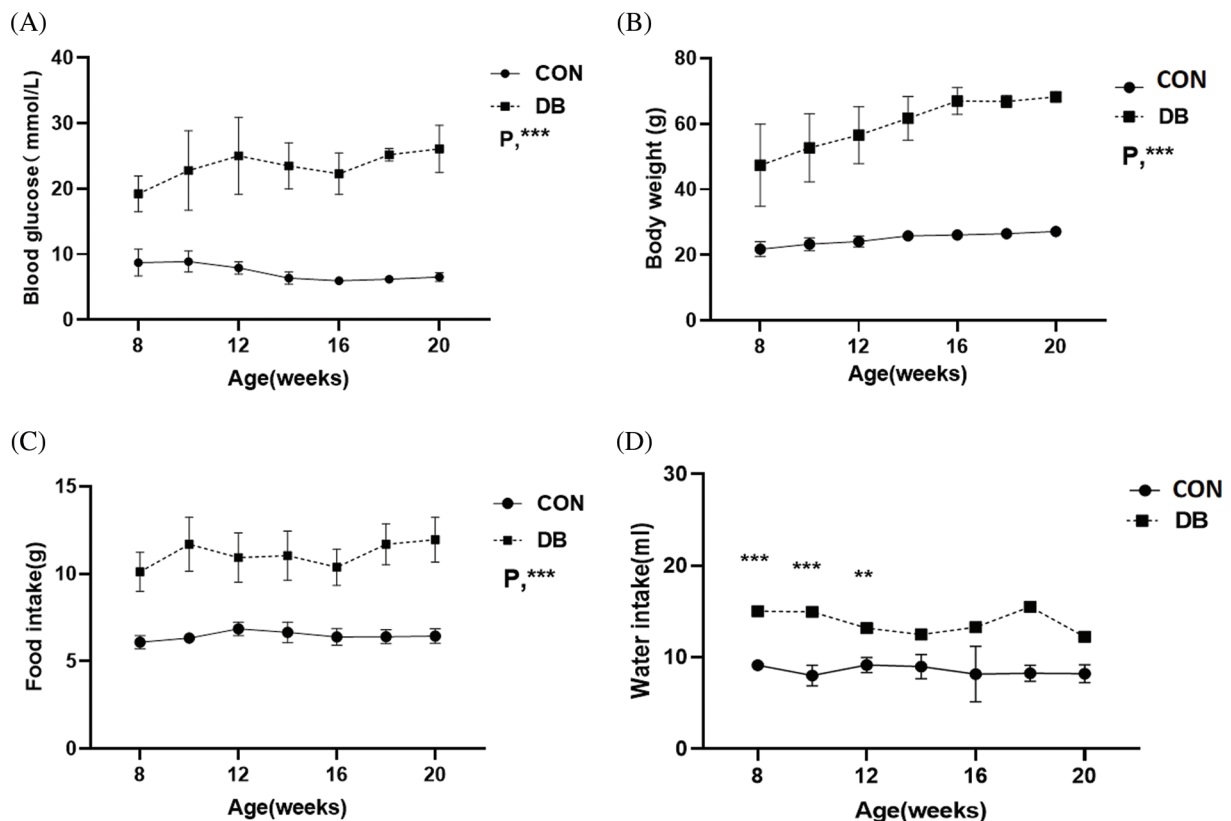 (A)
Blood glucose ( mmol/L)
40
30
20
10
0
8 12 16 20
Age(weeks)
CON
DB
P,***
(B)
Body weight (g)
80
60
40
20
0
8 12 16 20
Age(weeks)
CON
DB
P,***
(C)
Food intake(g)
15
10
5
0
8 12 16 20
Age(weeks)
CON
DB
P,***
(D)
Water intake(ml)
30
20
10
0
*** *** **
8 12 16 20
Age(weeks)
CON
DB